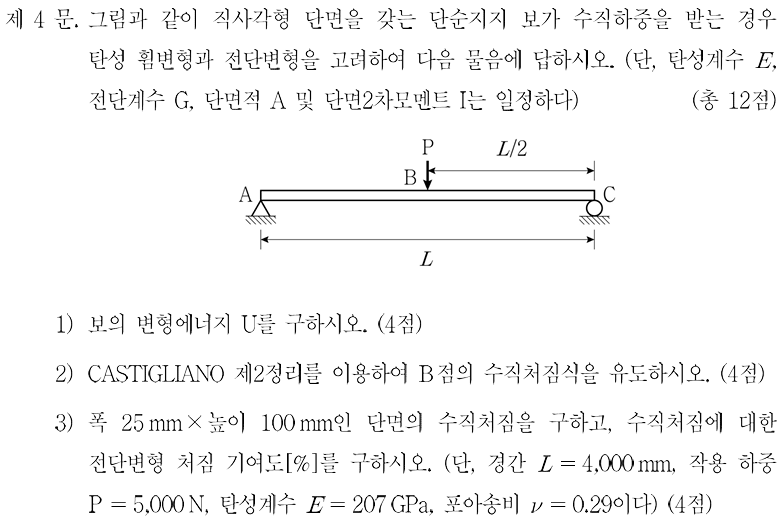 제 4 문. 그림과 같이 직사각형 단면을 갖는 단순지지 보가 수직하중을 받는 경우
탄성 휨변형과 전단변형을 고려하여 다음 물음에 답하시오. (단, 탄성계수 E,
전단계수 G, 단면적 A 및 단면2차모멘트 I는 일정하다) (총 12점)
P
L/2
B
A
C
L
1) 보의 변형에너지 U를 구하시오. (4점)
2) CASTIGLIANO 제2정리를 이용하여 B점의 수직처짐식을 유도하시오. (4점)
3) 폭 25 mm×높이 100 mm인 단면의 수직처짐을 구하고, 수직처짐에 대한
전단변형 처짐 기여도[%]를 구하시오. (단, 경간 L = 4,000 mm, 작용 하중
P = 5,000 N, 탄성계수 E = 207 GPa, 포아송비 ν = 0.29이다) (4점)